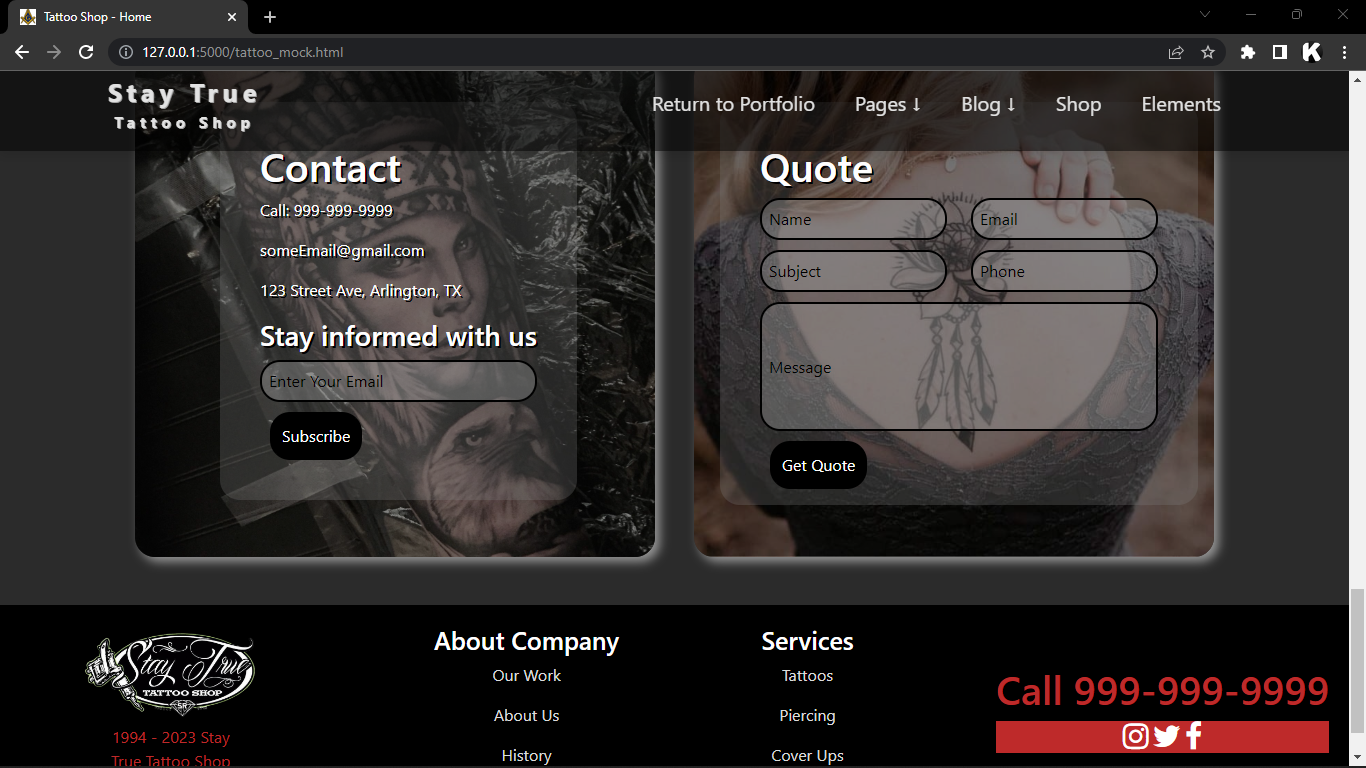 Tattoo Shop - Home
127.0.0.1:5000/tattoo_mock.html
Stay True
Tattoo Shop
Return to Portfolio
Pages ↓
Blog ↓
Shop
Elements
Contact
Call: 999-999-9999
someEmail@gmail.com
123 Street Ave, Arlington, TX
Stay informed with us
Enter Your Email
Subscribe
Quote
Name
Email
Subject
Phone
Message
Get Quote
Stay True
TATTOO SHOP
SR
1994 - 2023 Stay
True Tattoo Shop
About Company
Our Work
About Us
History
Services
Tattoos
Piercing
Cover Ups
Call 999-999-9999